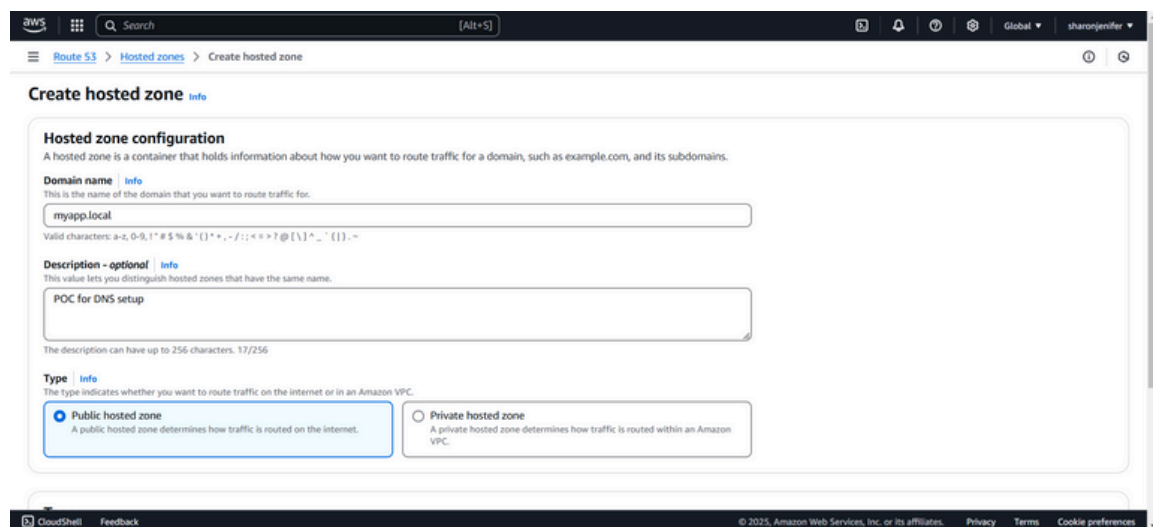 aws Search [Alt+S] Global ▼ sharonjenifer ▼
Route 53 > Hosted zones > Create hosted zone
Create hosted zone Info
Hosted zone configuration
A hosted zone is a container that holds information about how you want to route traffic for a domain, such as example.com, and its subdomains.
Domain name Info
This is the name of the domain that you want to route traffic for.
myapp.local
Valid characters: a-z, 0-9, ! " # $ % & ' ( ) * + , - / : ; < = > ? @ [ \ ] ^ _ ` { | } . ~
Description - optional Info
This value lets you distinguish hosted zones that have the same name.
POC for DNS setup
The description can have up to 256 characters. 17/256
Type Info
The type indicates whether you want to route traffic on the internet or in an Amazon VPC.
Public hosted zone
A public hosted zone determines how traffic is routed on the internet.
Private hosted zone
A private hosted zone determines how traffic is routed within an Amazon
VPC.
CloudShell Feedback © 2025, Amazon Web Services, Inc. or its affiliates. Privacy Terms Cookie preferences